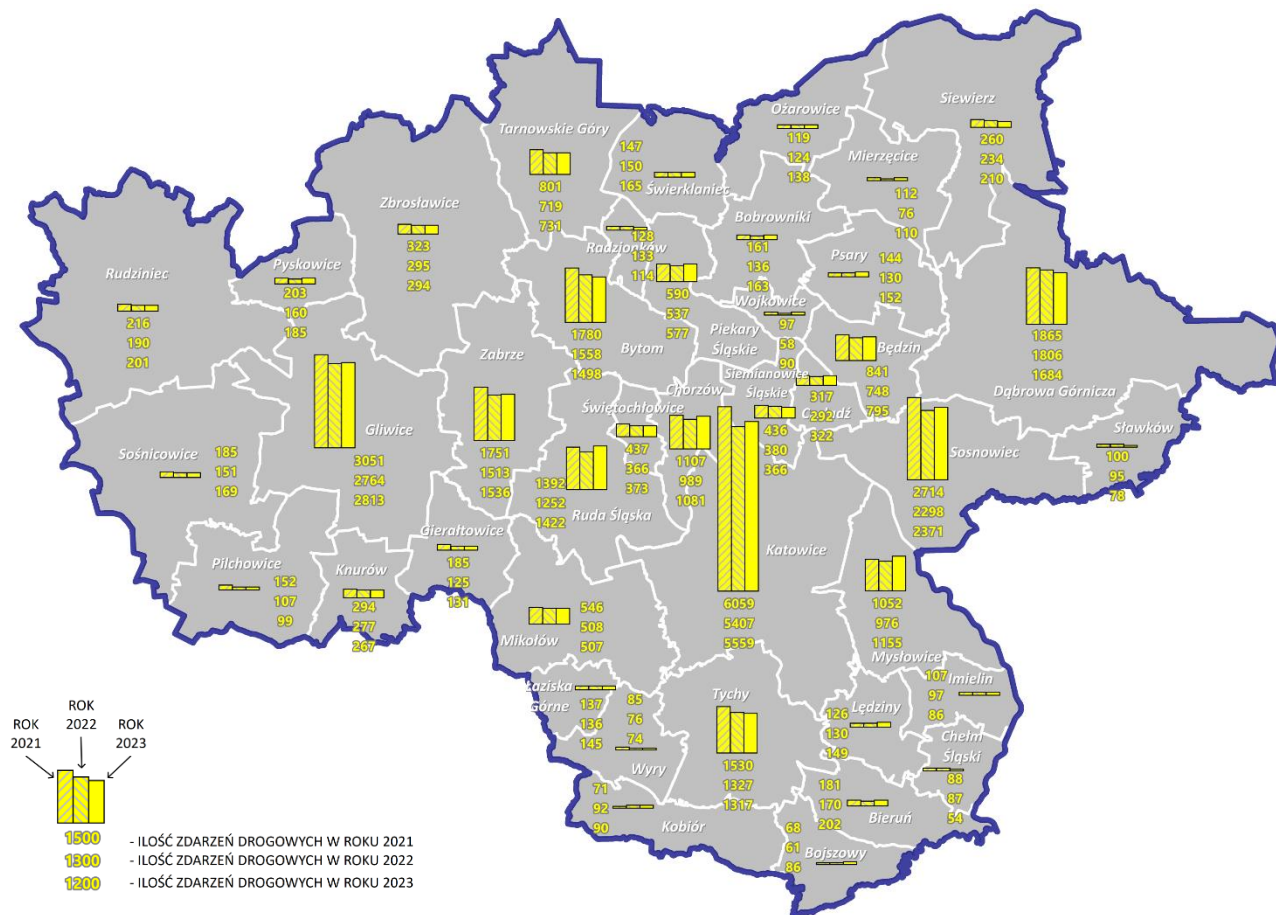 Ożarowice
119
124
138
Siewierz
260
234
210
Tarnowskie Góry
801
719
731
147
150
165
Świerklaniec
Mierzęcice
112
76
110
Zbrosławice
323
295
294
Bobrowniki
161
136
163
Radzionków
128
133
114
Psary
144
130
152
Rudziniec
216
190
201
Pyskowice
203
160
185
590
537
577
Piekary
Śląskie
Wojkowice
97
58
90
1780
1558
1498
Bytom
1865
1806
1684
Dąbrowa Górnicza
Będzin
841
748
795
Zabrze
1751
1513
1536
Siemianowice
Śląskie
436
380
366
317
292
322
Chorzów
1107
989
1081
Świętochłowice
437
366
373
Gliwice
3051
2764
2813
Sośnicowice
185
151
169
1392
1252
1422
Ruda Śląska
Sosnowiec
2714
2298
2371
Sławków
100
95
78
Gierałtowice
185
125
131
Katowice
6059
5407
5559
Pilchowice
152
107
99
Knurów
294
277
267
1052
976
1155
Mysłowice
Mikołów
546
508
507
107
97
86
Imielin
Łaziska
Górne
137
136
145
85
76
74
Wyry
Tychy
1530
1327
1317
Lędziny
126
130
149
Chełm
Śląski
88
87
54
71
92
90
Kobiór
181
170
202
Bieruń
68
61
86
Bojszowy
ROK
2021
ROK
2022
ROK
2023
1500 - ILOŚĆ ZDARZEŃ DROGOWYCH W ROKU 2021
1300 - ILOŚĆ ZDARZEŃ DROGOWYCH W ROKU 2022
1200 - ILOŚĆ ZDARZEŃ DROGOWYCH W ROKU 2023